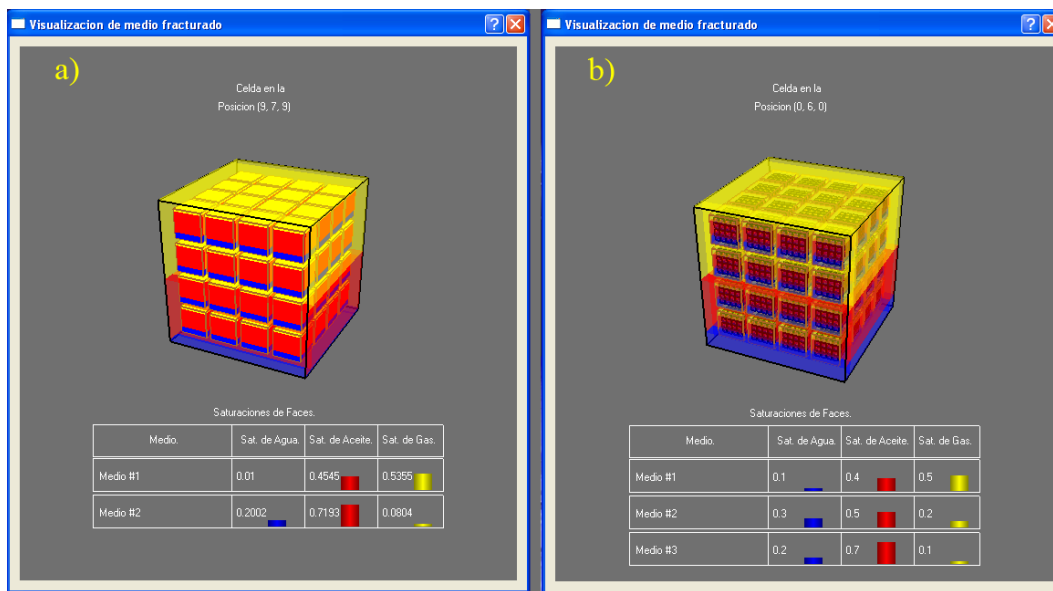 Visualizacion de medio fracturado
a)
Celda en la
Posicion (9, 7, 9)
Saturaciones de Faces.
Medio. Sat. de Agua. Sat. de Aceite. Sat. de Gas.
Medio #1 0.01 0.4545 0.5355
Medio #2 0.2002 0.7193 0.0804
Visualizacion de medio fracturado
b)
Celda en la
Posicion (0, 6, 0)
Saturaciones de Faces.
Medio. Sat. de Agua. Sat. de Aceite. Sat. de Gas.
Medio #1 0.1 0.4 0.5
Medio #2 0.3 0.5 0.2
Medio #3 0.2 0.7 0.1